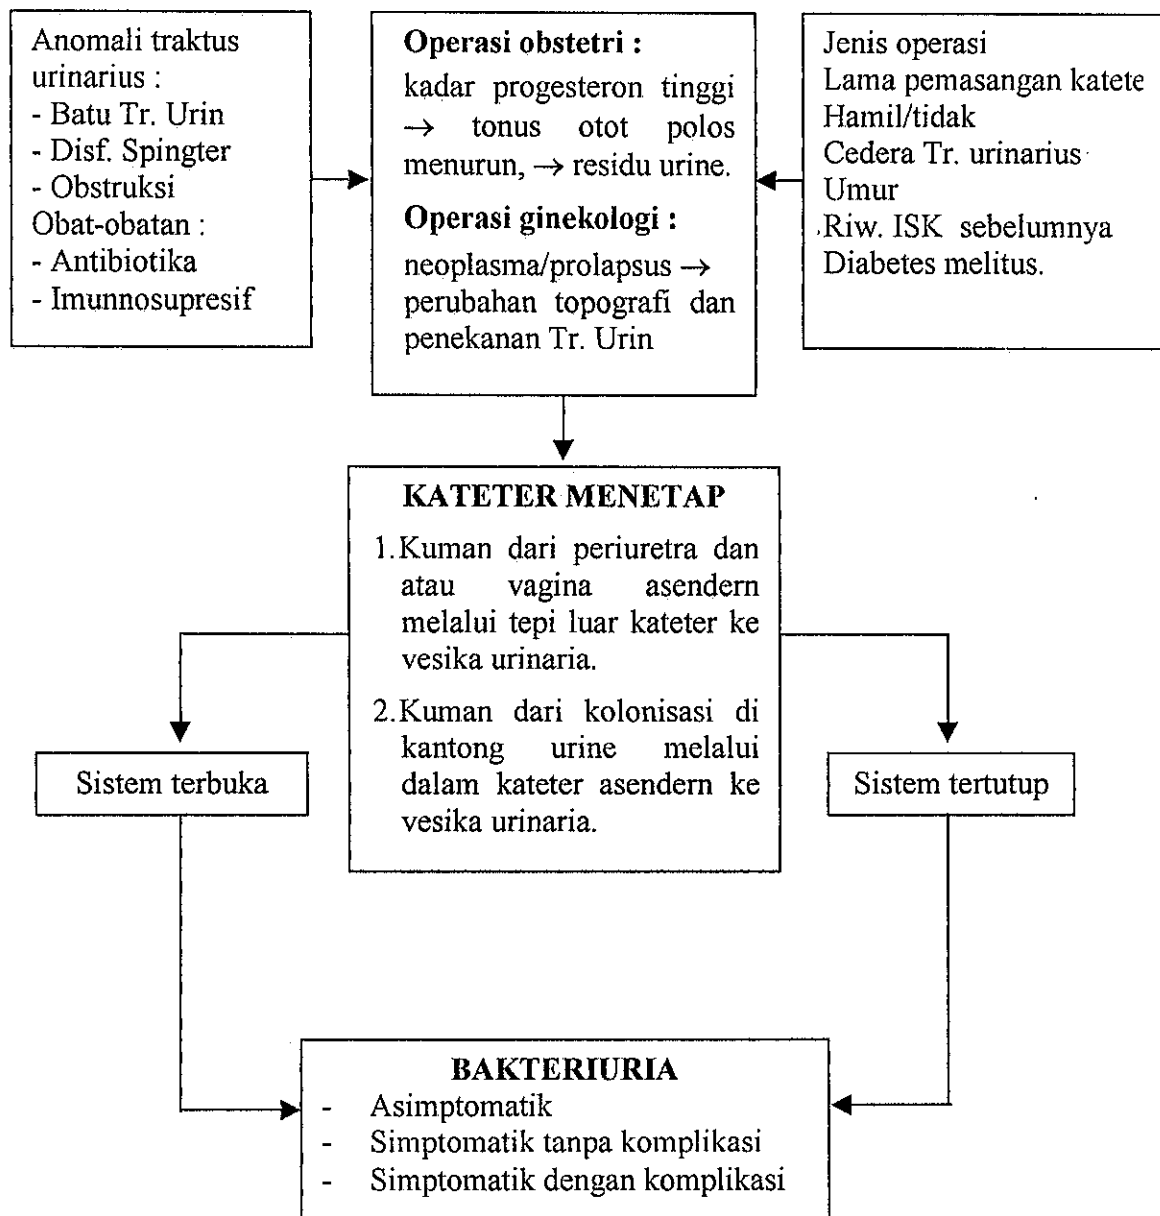 Anomali traktus
urinarius :
- Batu Tr. Urin
- Disf. Spingter
- Obstruksi
Obat-obatan :
- Antibiotika
- Imunnosupresif
Operasi obstetri :
kadar progesteron tinggi
→ tonus otot polos
menurun, → residu urine.
Operasi ginekologi :
neoplasma/prolapsus →
perubahan topografi dan
penekanan Tr. Urin
Jenis operasi
Lama pemasangan katete
Hamil/tidak
Cedera Tr. urinarius
Umur
Riw. ISK sebelumnya
Diabetes melitus.
KATETER MENETAP
1. Kuman dari periuretra dan
atau vagina asendern
melalui tepi luar kateter ke
vesika urinaria.
2. Kuman dari kolonisasi di
kantong urine melalui
dalam kateter asendern ke
vesika urinaria.
Sistem terbuka
Sistem tertutup
BAKTERIURIA
- Asimptomatik
- Simptomatik tanpa komplikasi
- Simptomatik dengan komplikasi